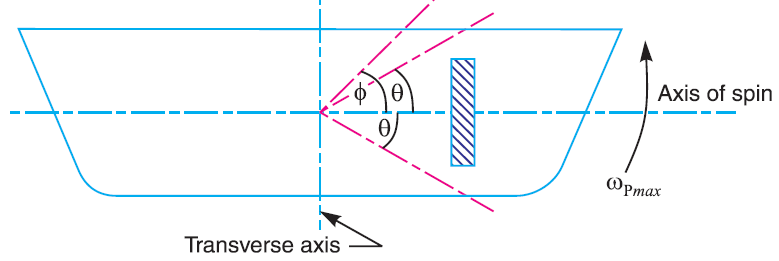 ϕ θ
θ
Axis of spin
ωPmax
Transverse axis